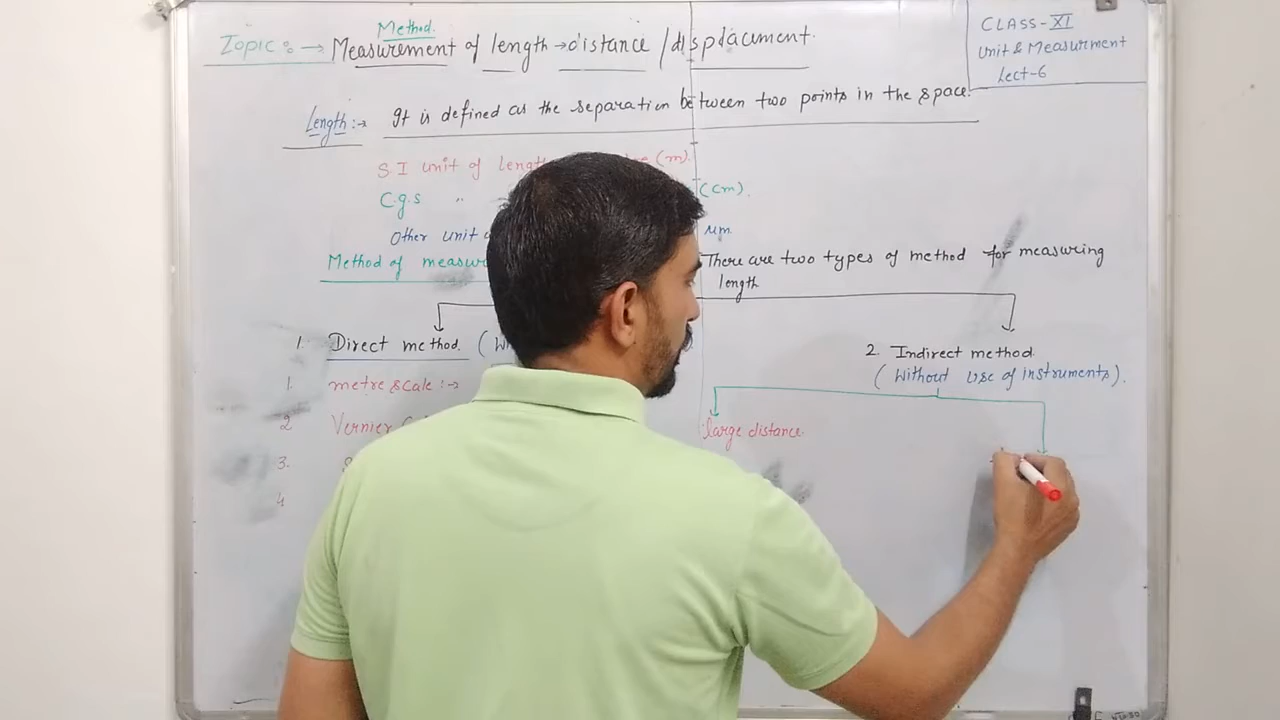 Method.
Topic :- → Measurement of length → distance / displacument.
CLASS - XI
Unit & Measurment
Lect-6
Length :→ It is defined as the separation between two points in the space.
S I unit of length (m).
C.g.s " (cm).
Other unit μm.
Method of measur There are two types of method for measuring
length
1. Direct method. (
2. Indirect method.
(Without use of instruments).
1. metre scale :→
2 Vernier
large distance.
3.
4